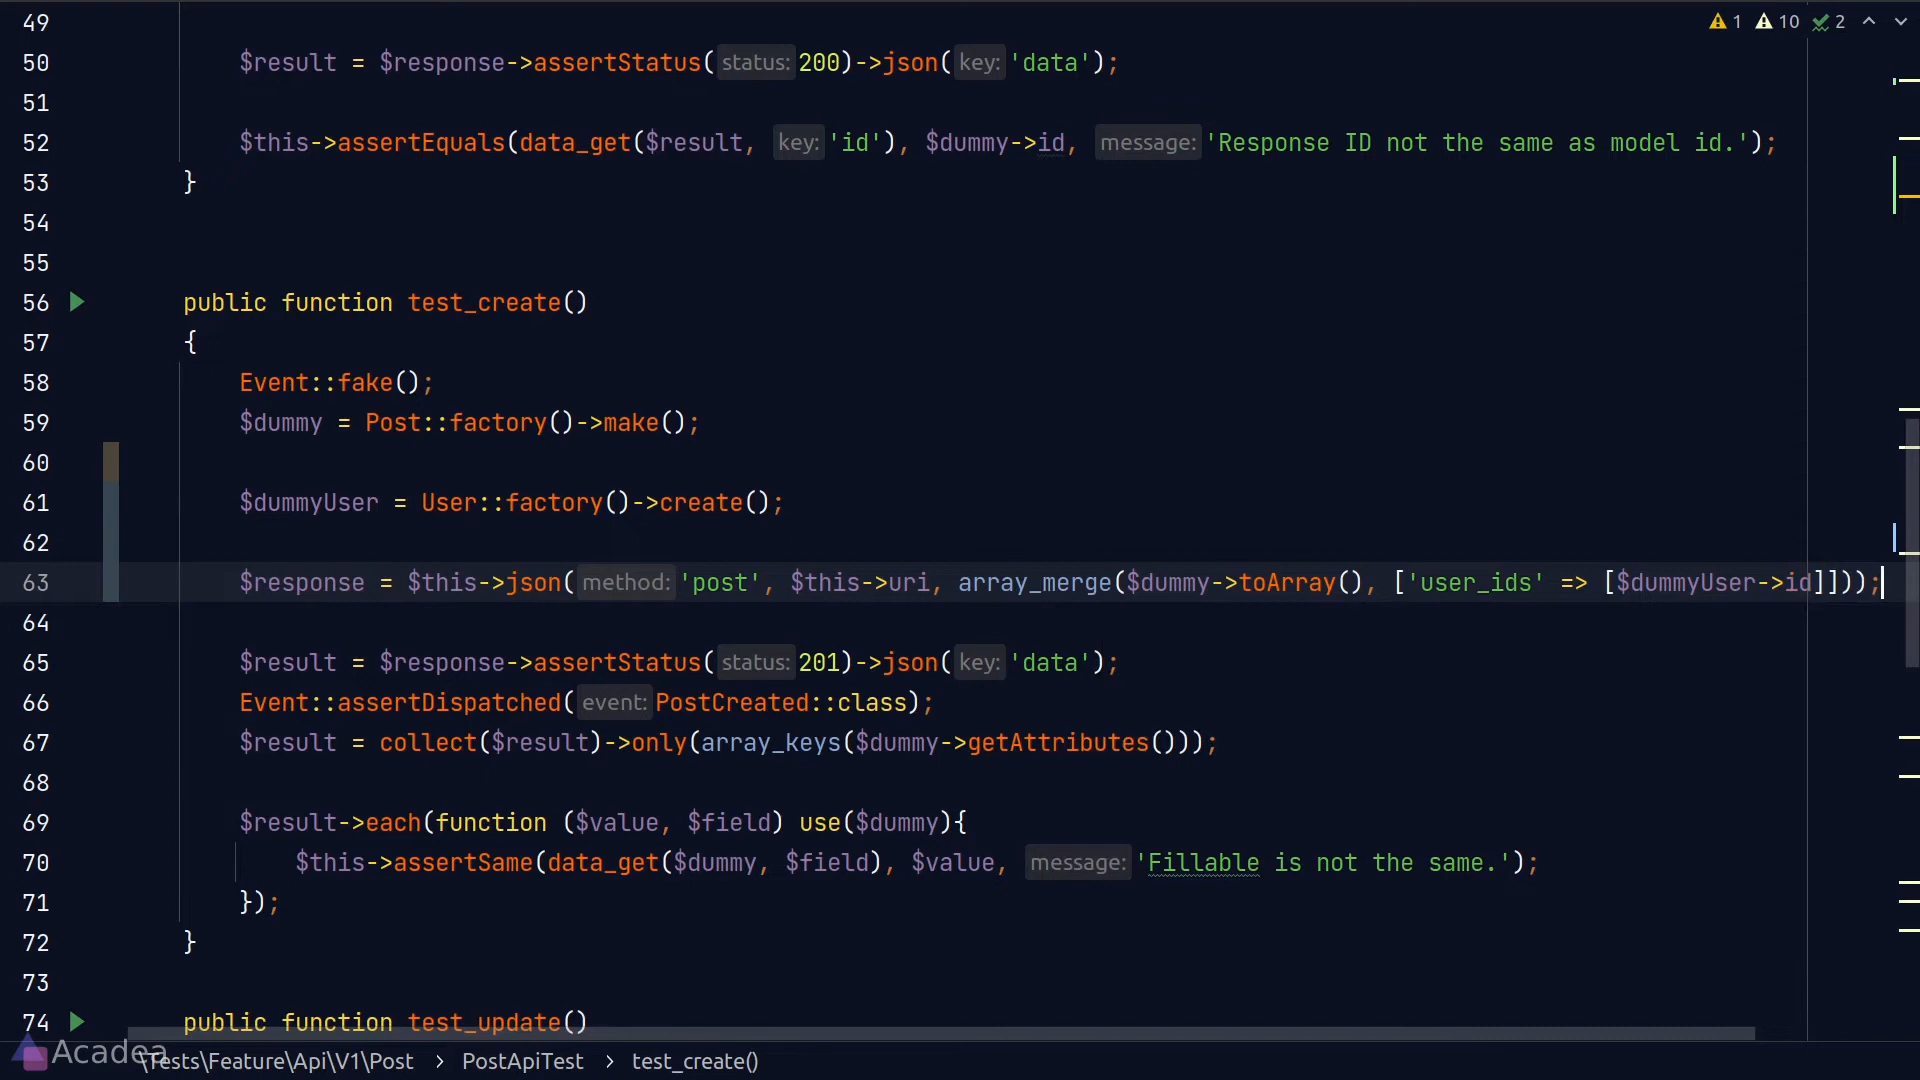 49
⚠ 1 ⚠ 10 ✓ 2
50 $result = $response->assertStatus( status: 200)->json( key: 'data');
51
52 $this->assertEquals(data_get($result, key: 'id'), $dummy->id, message: 'Response ID not the same as model id.');
53 }
54
55
56 public function test_create()
57 {
58 Event::fake();
59 $dummy = Post::factory()->make();
60
61 $dummyUser = User::factory()->create();
62
63 $response = $this->json( method: 'post', $this->uri, array_merge($dummy->toArray(), ['user_ids' => [$dummyUser->id]]));
64
65 $result = $response->assertStatus( status: 201)->json( key: 'data');
66 Event::assertDispatched( event: PostCreated::class);
67 $result = collect($result)->only(array_keys($dummy->getAttributes()));
68
69 $result->each(function ($value, $field) use($dummy){
70 $this->assertSame(data_get($dummy, $field), $value, message: 'Fillable is not the same.');
71 });
72 }
73
74 public function test_update()
Acadea
\Tests\Feature\Api\V1\Post > PostApiTest > test_create()